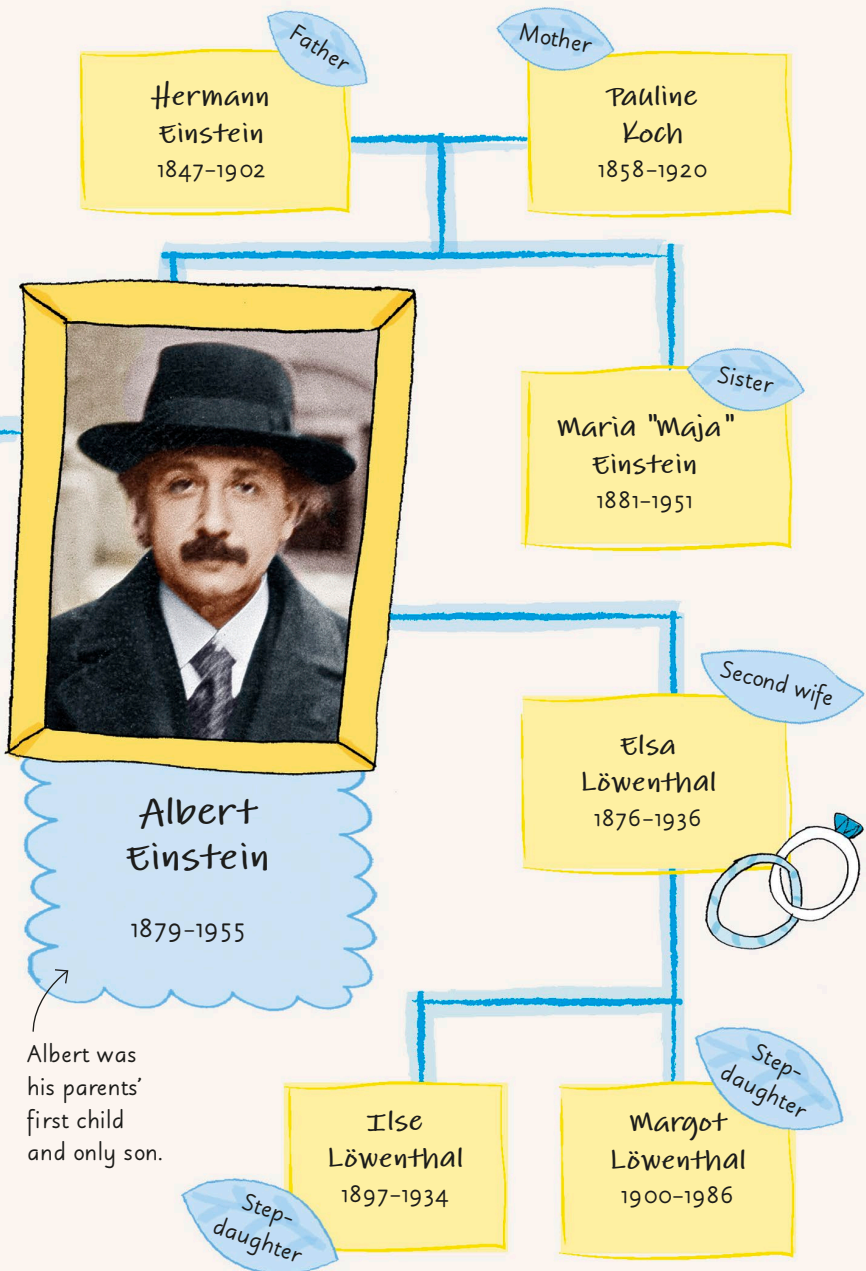 Father
Hermann
Einstein
1847–1902
Mother
Pauline
Koch
1858–1920
Sister
Maria "Maja"
Einstein
1881–1951
Second wife
Elsa
Löwenthal
1876–1936
Albert
Einstein
1879–1955
Albert was
his parents’
first child
and only son.
Ilse
Löwenthal
1897–1934
Step-
daughter
Step-
daughter
Margot
Löwenthal
1900–1986